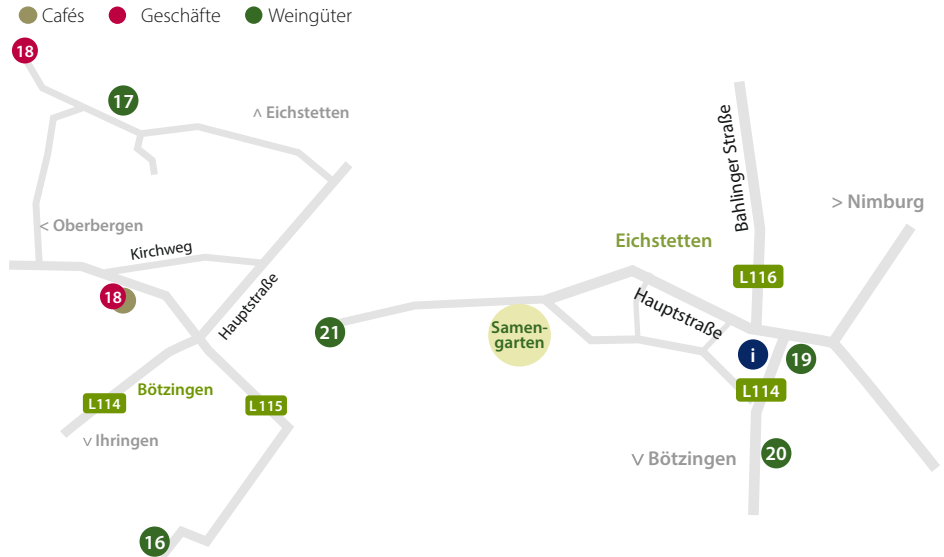 Cafés Geschäfte Weingüter
18
17
˄ Eichstetten
< Oberbergen
Kirchweg
18
Hauptstraße
Bötzingen
L114
L115
˅ Ihringen
16
Bahlinger Straße
> Nimburg
Eichstetten
L116
Hauptstraße
21
Samen-
garten
i
19
L114
20
˅ Bötzingen